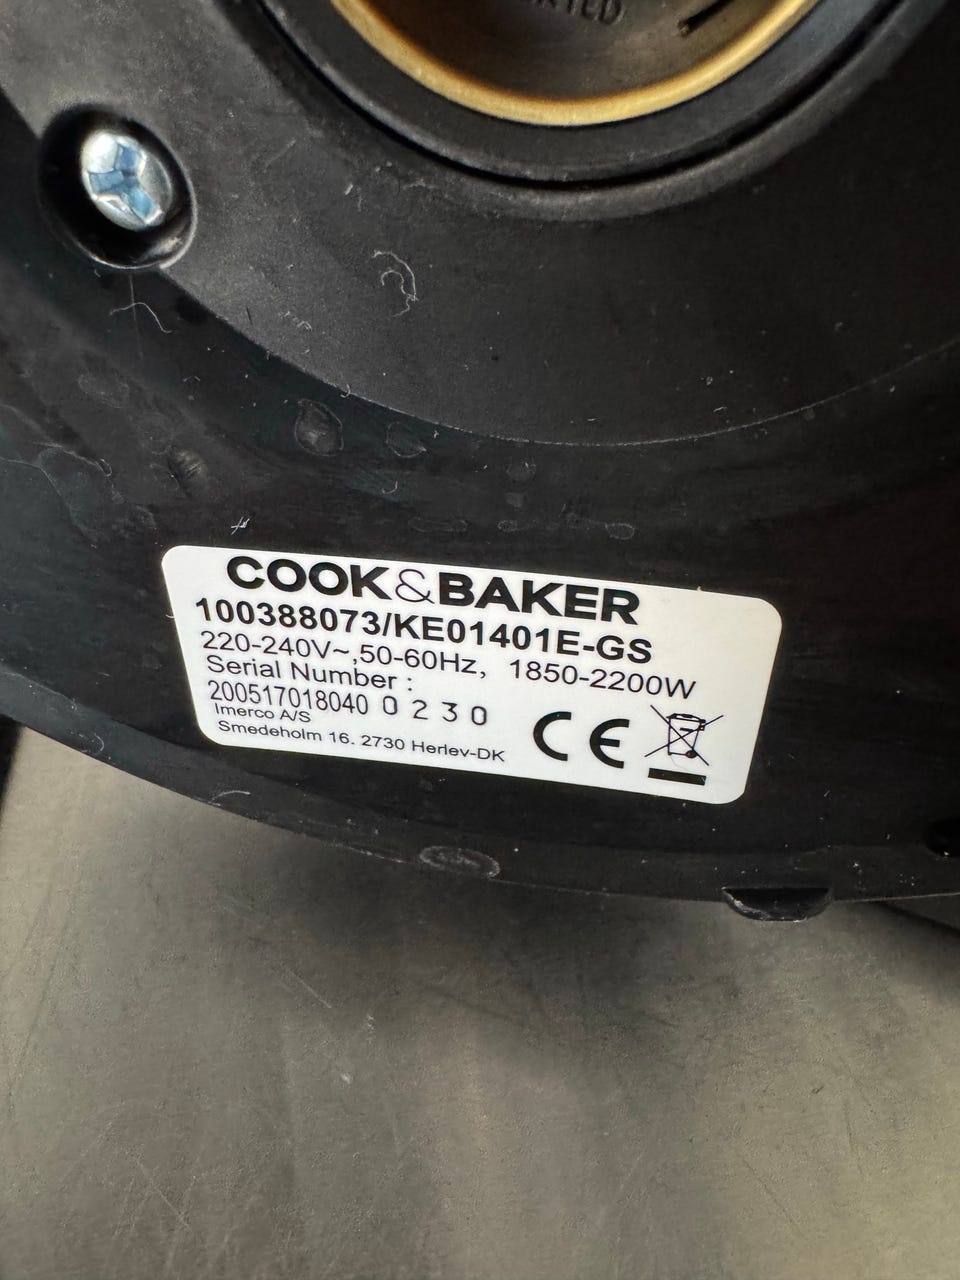 COOK&BAKER
100388073/KE01401E-GS
220-240V~,50-60Hz, 1850-2200W
Serial Number :
200517018040 0230
Imerco A/S
Smedeholm 16. 2730 Herlev-DK
CE